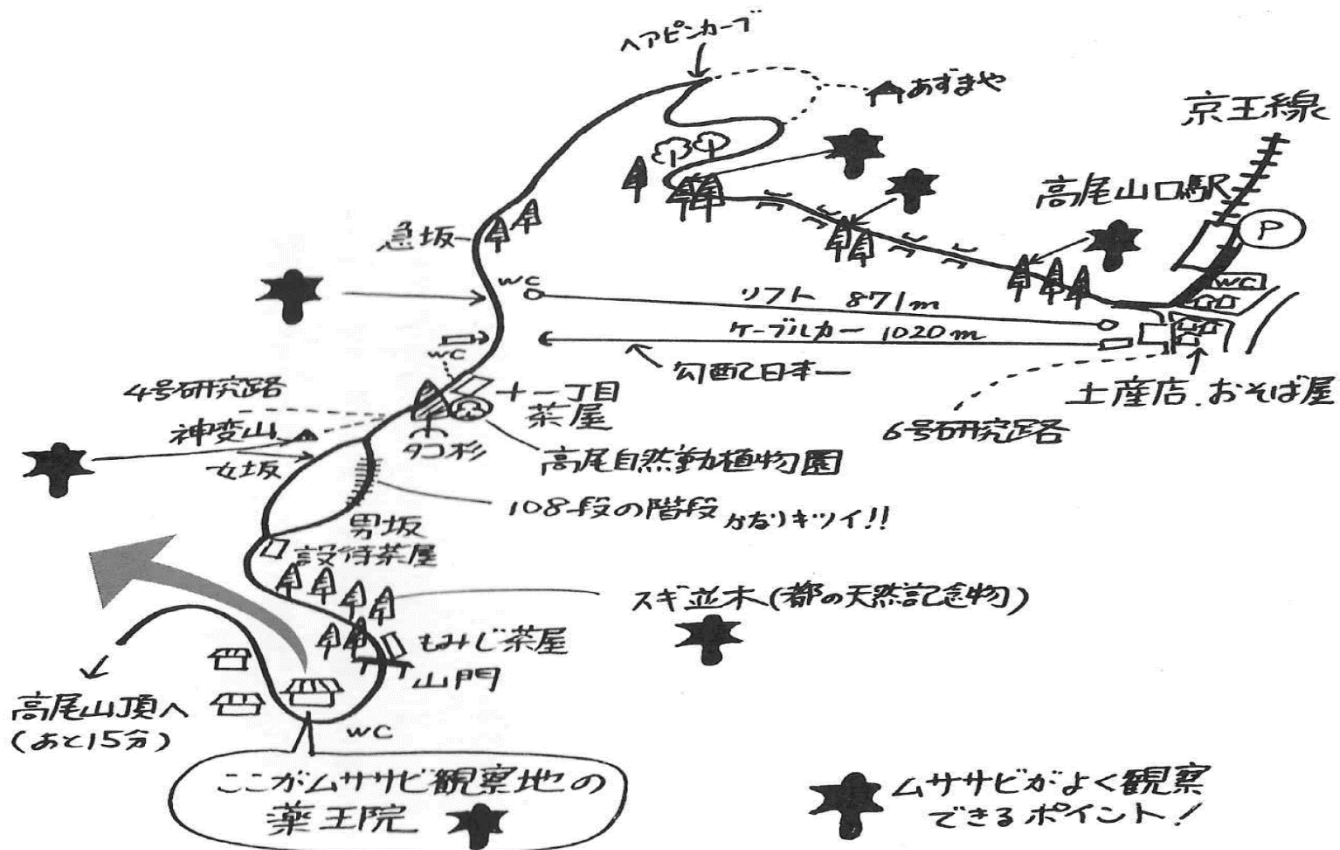 ヘアピンカーブ
あずまや
京王線
高尾山口駅
P
WC
急坂
WC
リフト 871m
ケーブルカー 1020m
勾配日本一
土産店.おそば屋
6号研究路
WC
十一丁目
茶屋
4号研究路
神変山
女坂
タコ杉
高尾自然動植物園
108段の階段 かなりキツイ!!
男坂
設待茶屋
スギ並木(都の天然記念物)
もみじ茶屋
山門
高尾山頂へ
(あと15分)
WC
ここがムササビ観察地の
薬王院
ムササビがよく観察
できるポイント!